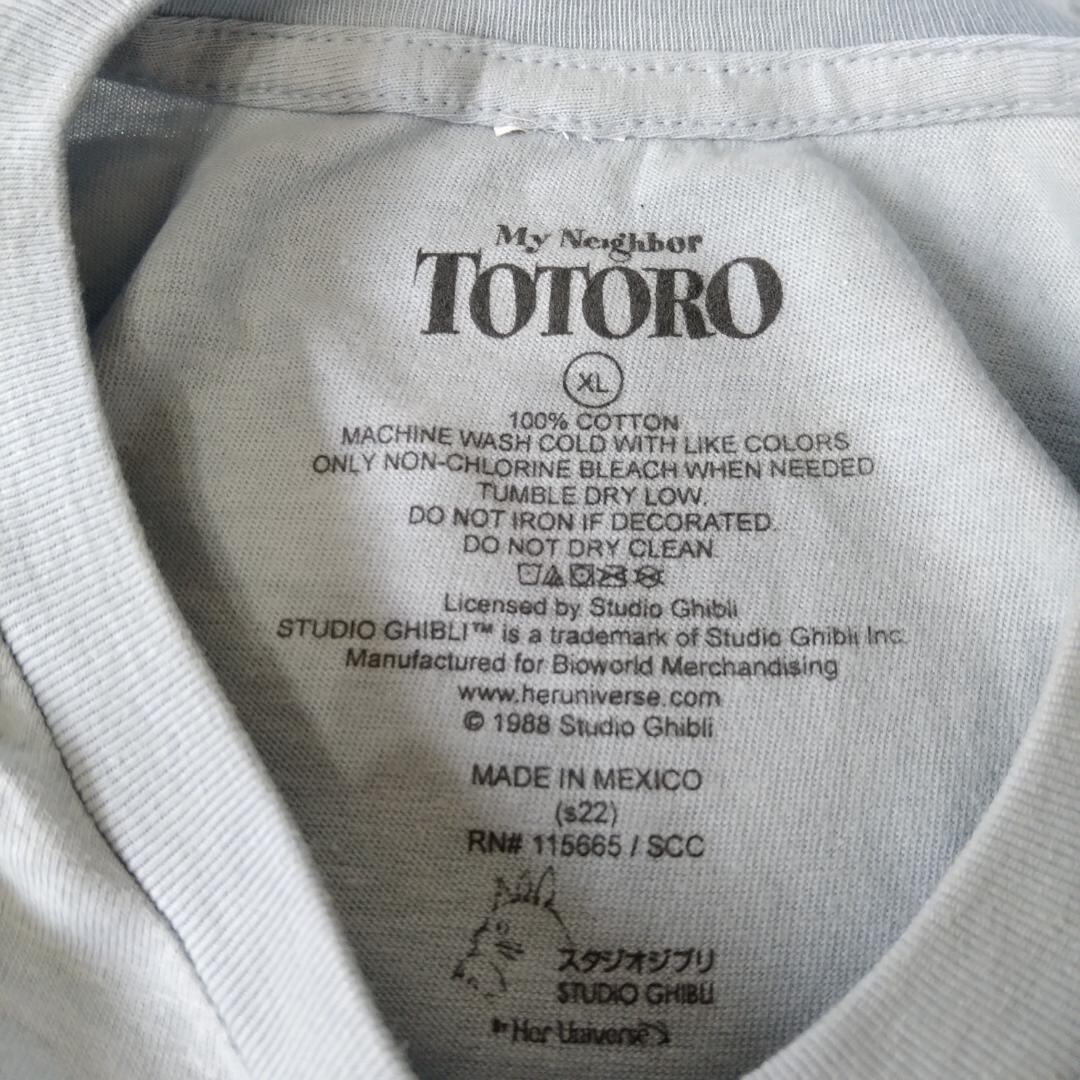 My Neighbor
TOTORO
XL
100% COTTON
MACHINE WASH COLD WITH LIKE COLORS
ONLY NON-CHLORINE BLEACH WHEN NEEDED
TUMBLE DRY LOW.
DO NOT IRON IF DECORATED.
DO NOT DRY CLEAN
Licensed by Studio Ghibli
STUDIO GHIBLI™ is a trademark of Studio Ghibli Inc.
Manufactured for Bioworld Merchandising
www.heruniverse.com
© 1988 Studio Ghibli
MADE IN MEXICO
(s22)
RN# 115665 / SCC
スタジオジブリ
STUDIO GHIBLI
BY Her Universe